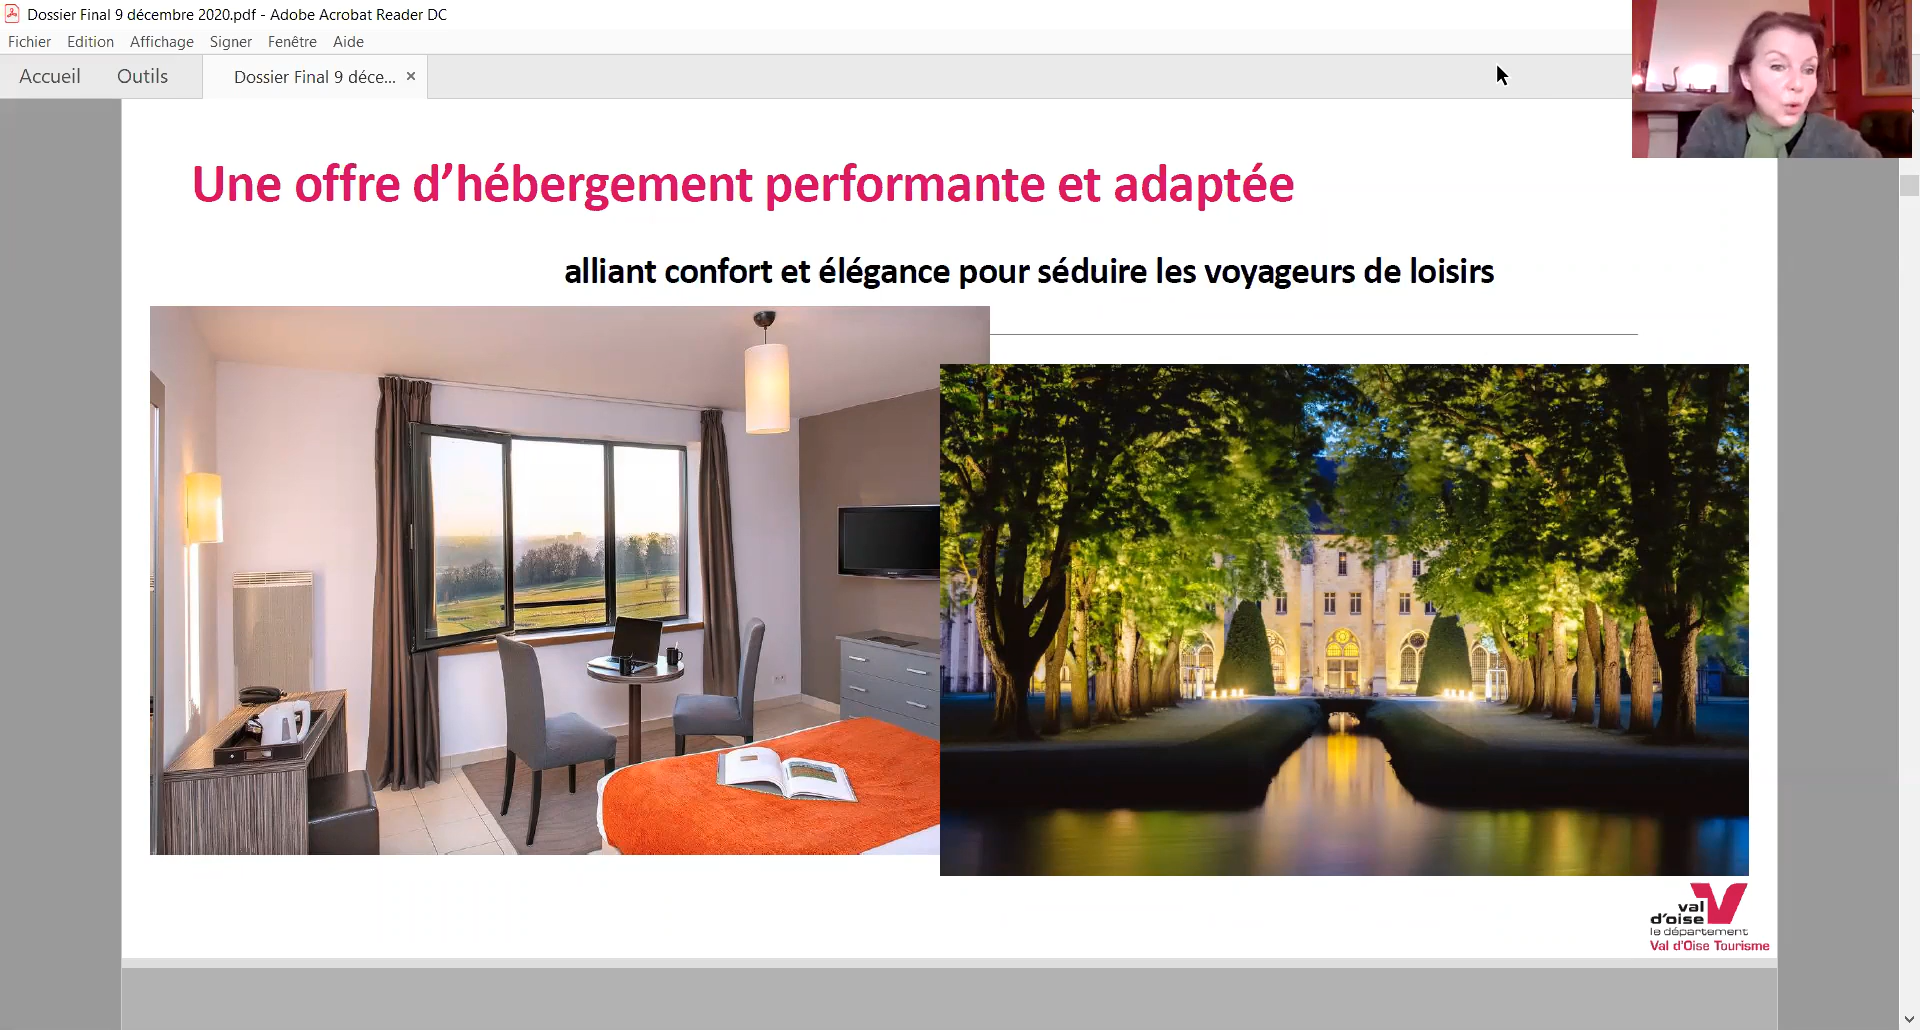 Dossier Final 9 décembre 2020.pdf - Adobe Acrobat Reader DC
Fichier Edition Affichage Signer Fenêtre Aide
Accueil Outils Dossier Final 9 déce... ×
Une offre d’hébergement performante et adaptée
alliant confort et élégance pour séduire les voyageurs de loisirs
val
d'oise
le département
Val d'Oise Tourisme